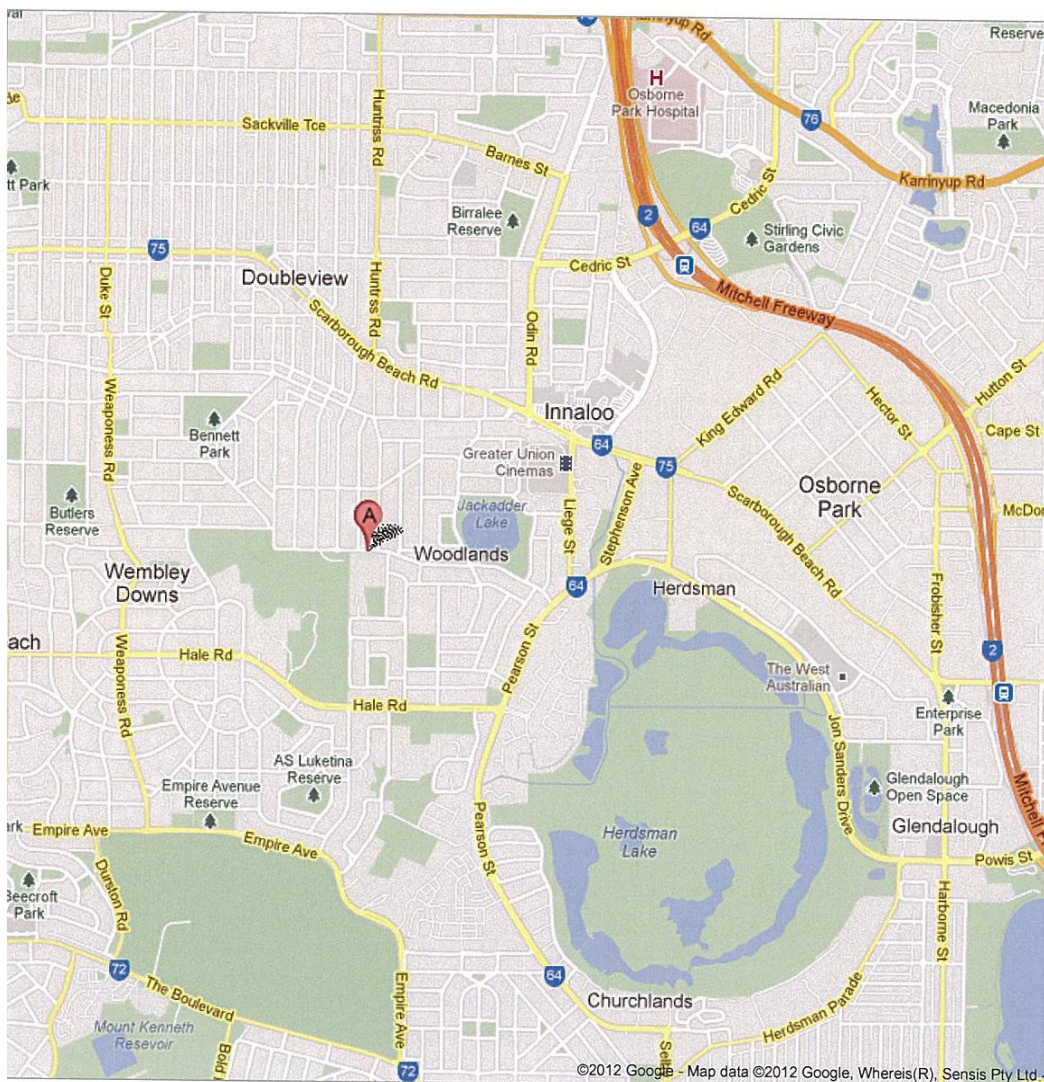 Karrinyup Rd
Reserve
H
Osborne
Park Hospital
Huntriss Rd
Macedonia
Park
76
Sackville Tce
Barnes St
Karrinyup Rd
tt Park
Birralee
Reserve
2
64
Cedric St
Stirling Civic
Gardens
75
Doubleview
Cedric St
Duke St
Huntriss Rd
Mitchell Freeway
Scarborough Beach Rd
Odin Rd
Hutton St
Weaponess Rd
Innaloo
King Edward Rd
Hector St
Bennett
Park
64
Cape St
Greater Union
Cinemas
75
Butlers
Reserve
Osborne
Park
A
Jackadder
Lake
Liege St
Stephenson Ave
Scarborough Beach Rd
McDon
Woodlands
Wembley
Downs
64
Herdsman
Frobisher St
ach
Weaponess Rd
Hale Rd
Pearson St
2
The West
Australian
Hale Rd
Enterprise
Park
Jon Sanders Drive
AS Luketina
Reserve
Empire Avenue
Reserve
Glendalough
Open Space
Mitchell F
ark
Empire Ave
Empire Ave
Pearson St
Herdsman
Lake
Glendalough
Powis St
Beecroft
Park
Durston Rd
Harborne St
72
64
The Boulevard
Empire Ave
Churchlands
Herdsman Parade
Mount Kenneth
Resevoir
Bold
72
Selb
©2012 Google - Map data ©2012 Google, Whereis(R), Sensis Pty Ltd -